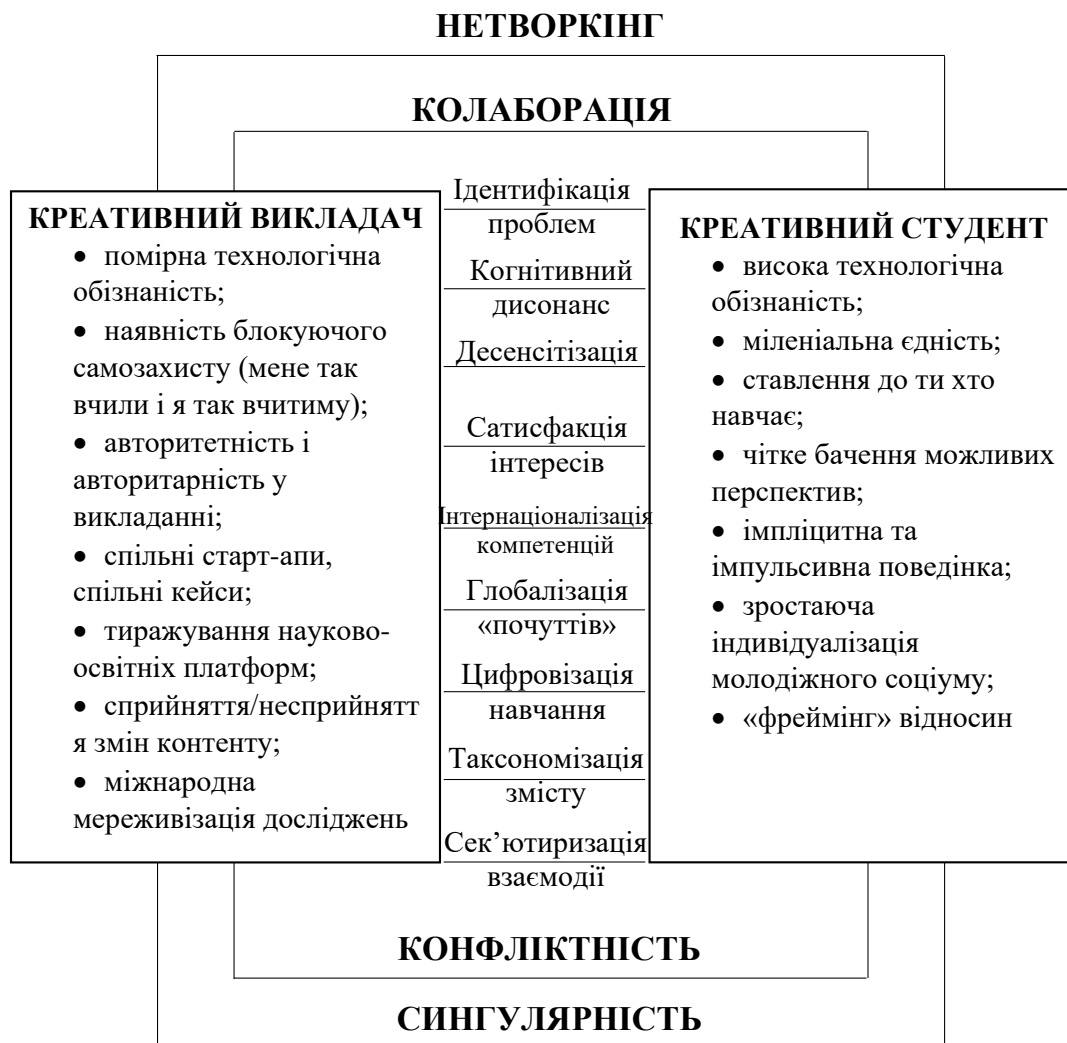 НЕТВОРКІНГ
КОЛАБОРАЦІЯ
КРЕАТИВНИЙ ВИКЛАДАЧ
• помірна технологічна
обізнаність;
• наявність блокуючого
самозахисту (мене так
вчили і я так вчитиму);
• авторитетність і
авторитарність у
викладанні;
• спільні старт-апи,
спільні кейси;
• тиражування науково-
освітніх платформ;
• сприйняття/несприйнятт
я змін контенту;
• міжнародна
мереживізація досліджень
Ідентифікація
проблем
Когнітивний
дисонанс
Десенсітізація
Сатисфакція
інтересів
Інтернаціоналізація
компетенцій
Глобалізація
«почуттів»
Цифровізація
навчання
Таксономізація
змісту
Сек’ютиризація
взаємодії
КРЕАТИВНИЙ СТУДЕНТ
• висока технологічна
обізнаність;
• міленіальна єдність;
• ставлення до ти хто
навчає;
• чітке бачення можливих
перспектив;
• імпліцитна та
імпульсивна поведінка;
• зростаюча
індивідуалізація
молодіжного соціуму;
• «фреймінг» відносин
КОНФЛІКТНІСТЬ
СИНГУЛЯРНІСТЬ